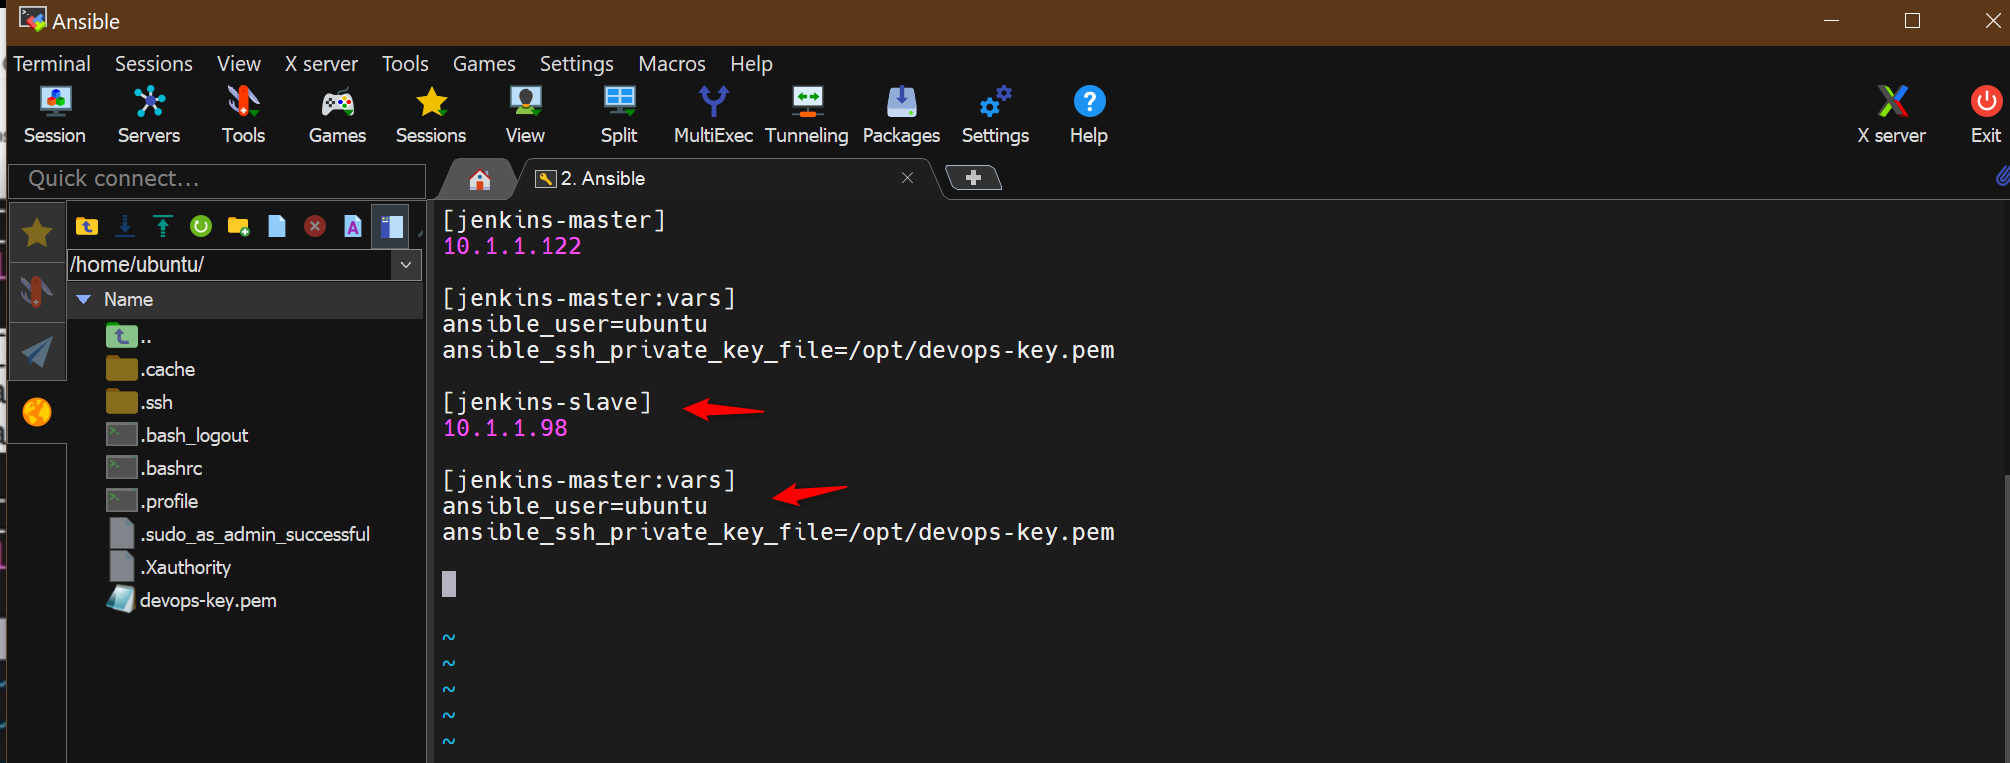 Ansible
Terminal Sessions View X server Tools Games Settings Macros Help
Session Servers Tools Games Sessions View Split MultiExec Tunneling Packages Settings Help X server Exit
Quick connect...
2. Ansible
/home/ubuntu/
Name
..
.cache
.ssh
.bash_logout
.bashrc
.profile
.sudo_as_admin_successful
.Xauthority
devops-key.pem
[jenkins-master]
10.1.1.122
[jenkins-master:vars]
ansible_user=ubuntu
ansible_ssh_private_key_file=/opt/devops-key.pem
[jenkins-slave]
10.1.1.98
[jenkins-master:vars]
ansible_user=ubuntu
ansible_ssh_private_key_file=/opt/devops-key.pem
~
~
~
~
~